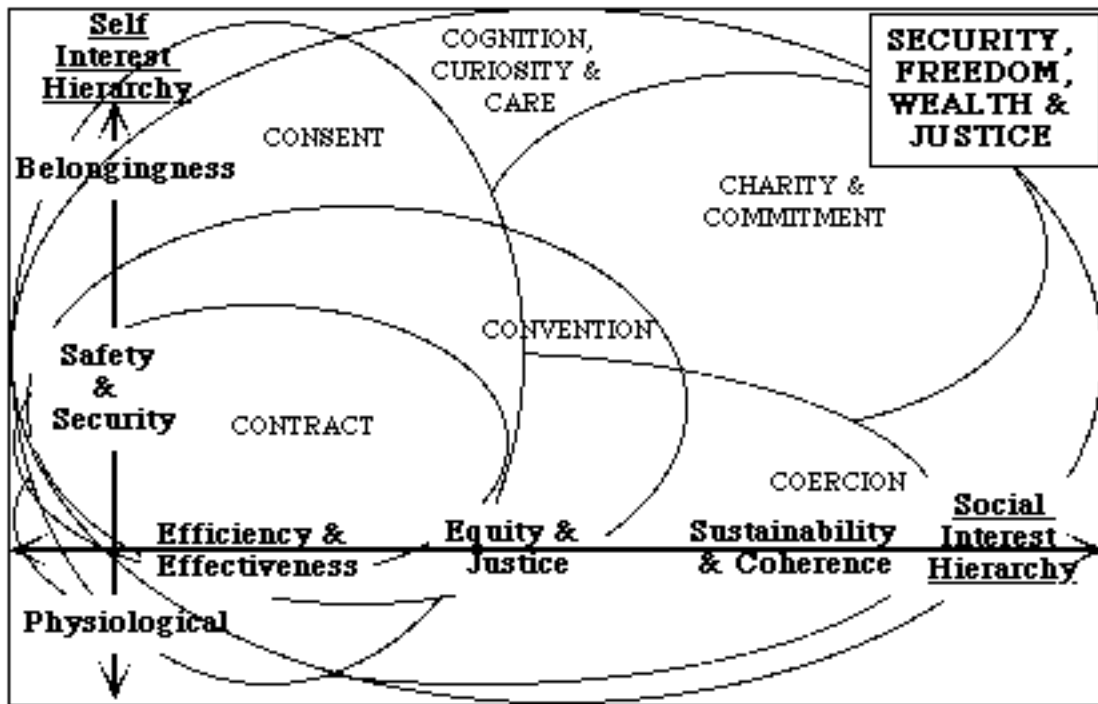 Self
Interest
Hierarchy
COGNITION,
CURIOSITY &
CARE
SECURITY,
FREEDOM,
WEALTH &
JUSTICE
CONSENT
Belongingness
CHARITY &
COMMITMENT
CONVENTION
Safety
&
Security
CONTRACT
COERCION
Efficiency &
Effectiveness
Equity &
Justice
Sustainability
& Coherence
Social
Interest
Hierarchy
Physiological